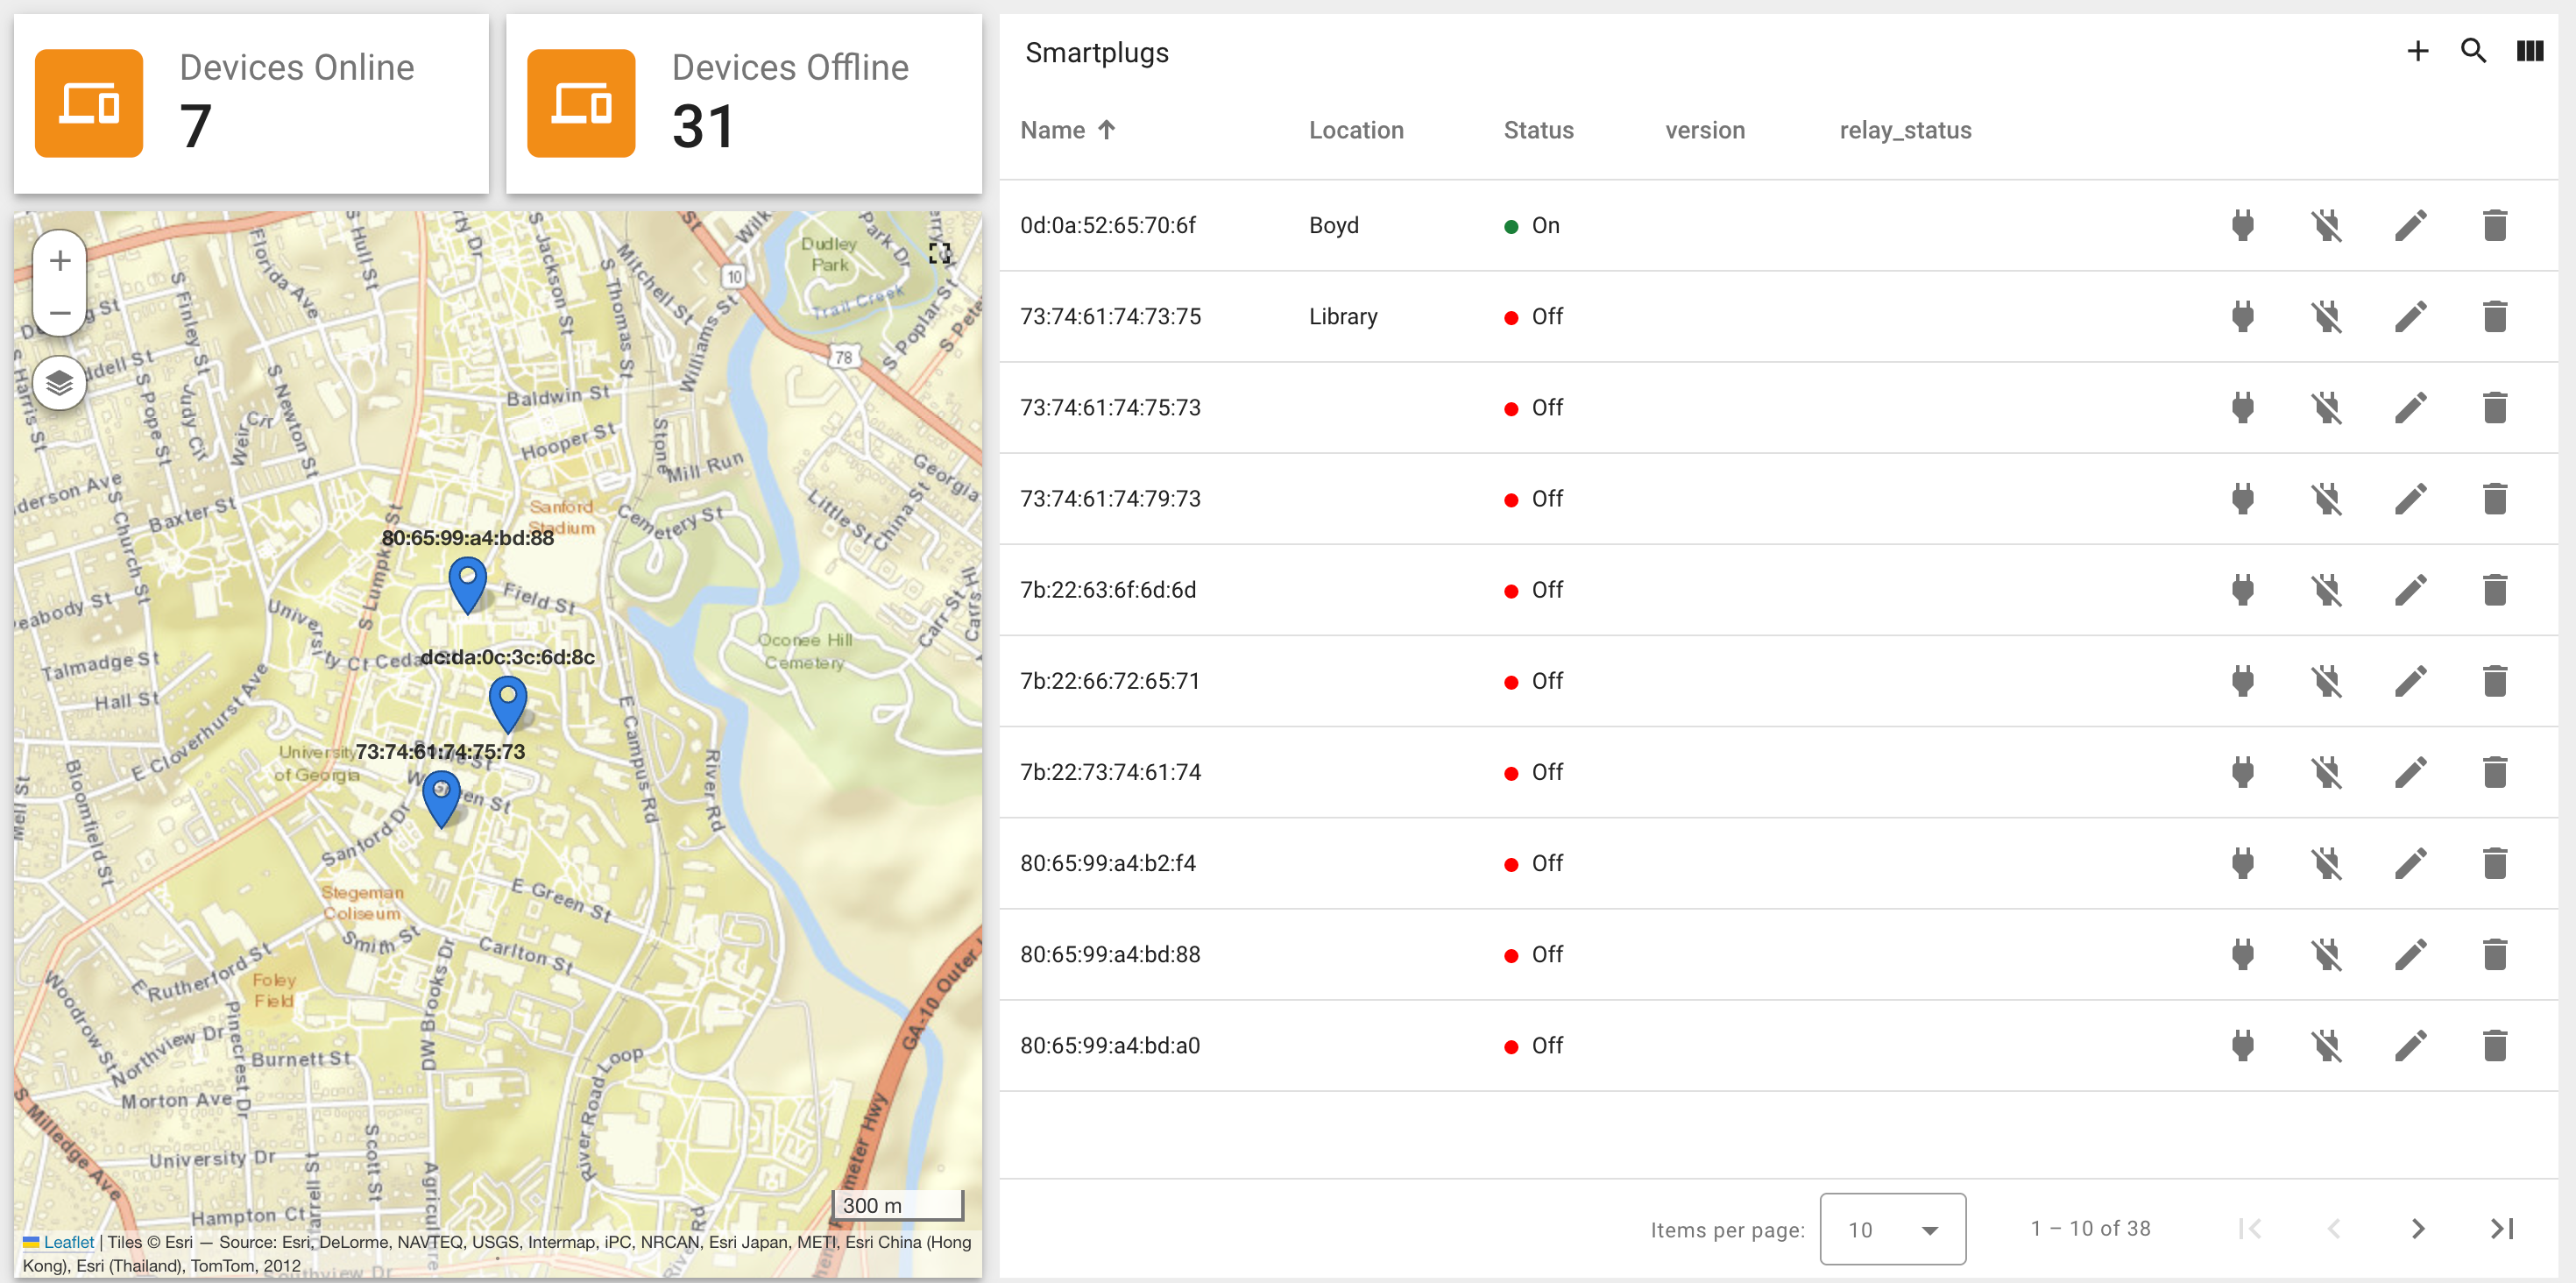 Devices Online
7
Devices Offline
31
Smartplugs
Name Location Status version relay_status
0d:0a:52:65:70:6f Boyd On
73:74:61:74:73:75 Library Off
73:74:61:74:75:73 Off
73:74:61:74:79:73 Off
7b:22:63:6f:6d:6d Off
7b:22:66:72:65:71 Off
7b:22:73:74:61:74 Off
80:65:99:a4:b2:f4 Off
80:65:99:a4:bd:88 Off
80:65:99:a4:bd:a0 Off
Items per page: 10 1 – 10 of 38
+
−
Florida Ave
S Hull St
S Finley St
S Jackson St
S Thomas St
Mitchell St
Williams St
Dudley
Park
Park Dr
Trail Creek
S Poplar St
10
78
S Harris St
S Pope St
Judy Cir
S Newton St
Baldwin St
Hooper St
Mill Run
Georgia
Little St
China St
S Church St
Baxter St
Sanford
Stadium
Cemetery St
80:65:99:a4:bd:88
S Lumpkin St
Field St
Carr St
Oconee Hill
Cemetery
Talmadge St
Hall St
University Ct
dc:da:0c:3c:6d:8c
E Cloverhurst Ave
E Campus Rd
River Rd
University
of Georgia
73:74:61:74:75:73
Bloomfield St
Sanford Dr
Stegeman
Coliseum
E Green St
Smith St
Carlton St
E Rutherford St
Foley
Field
Woodrow St
DW Brooks Dr
GA-10 Outer
Northview Dr
Pinecrest Dr
Burnett St
River Road Loop
Morton Ave
S Milledge Ave
University Dr
S Scott St
Hampton Ct
300 m
Leaflet | Tiles © Esri — Source: Esri, DeLorme, NAVTEQ, USGS, Intermap, iPC, NRCAN, Esri Japan, METI, Esri China (Hong
Kong), Esri (Thailand), TomTom, 2012